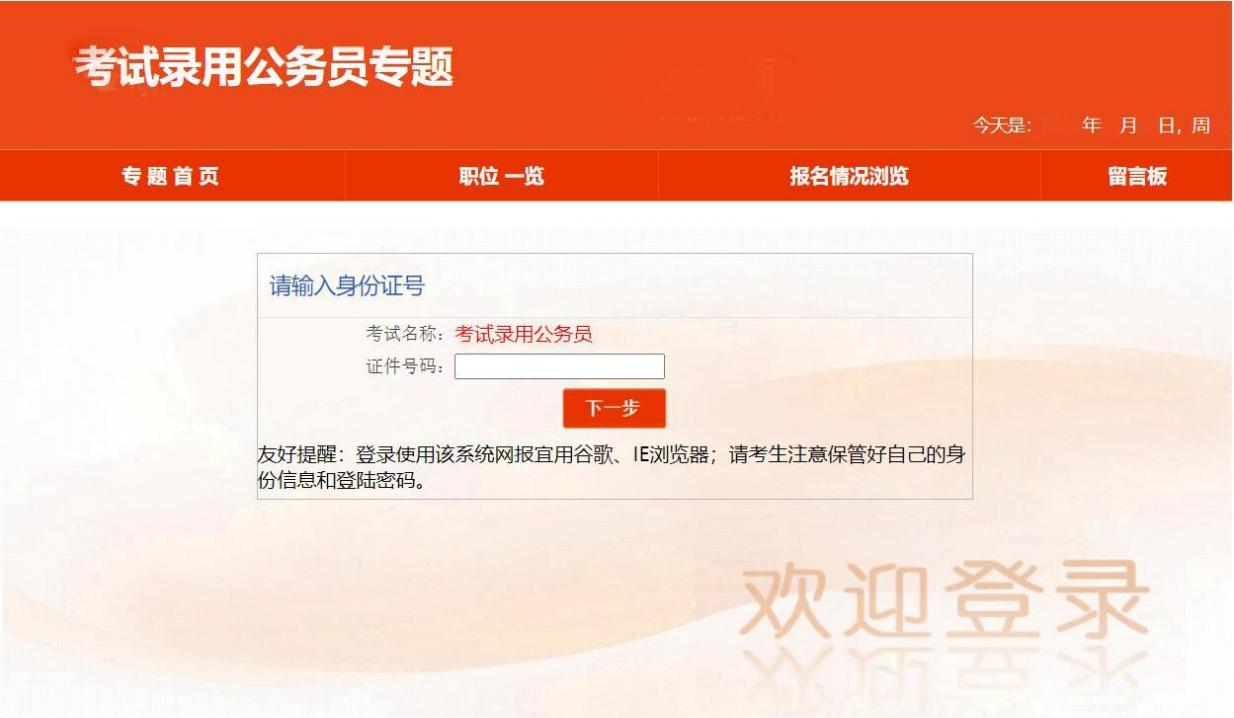 考试录用公务员专题
今天是: 年 月 日, 周
专题首页 职位一览 报名情况浏览 留言板
请输入身份证号
考试名称：考试录用公务员
证件号码：
下一步
友好提醒：登录使用该系统网报宜用谷歌、IE浏览器；请考生注意保管好自己的身
份信息和登陆密码。
欢迎登录